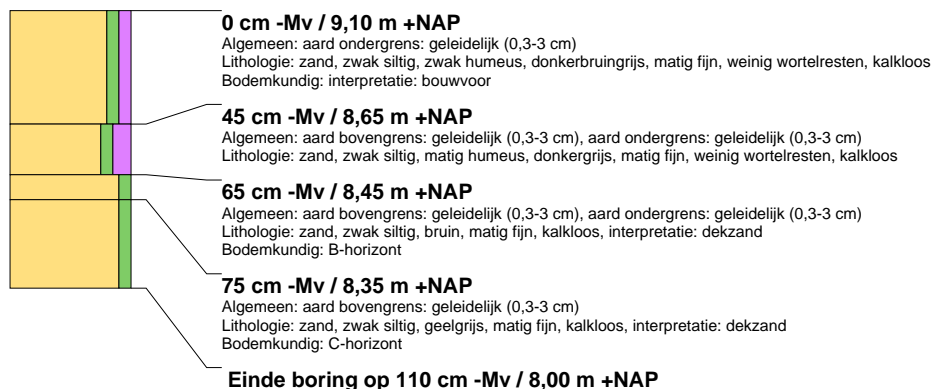 0 cm -Mv / 9,10 m +NAP
Algemeen: aard ondergrens: geleidelijk (0,3-3 cm)
Lithologie: zand, zwak siltig, zwak humeus, donkerbruingrijs, matig fijn, weinig wortelresten, kalkloos
Bodemkundig: interpretatie: bouwvoor
45 cm -Mv / 8,65 m +NAP
Algemeen: aard bovengrens: geleidelijk (0,3-3 cm), aard ondergrens: geleidelijk (0,3-3 cm)
Lithologie: zand, zwak siltig, matig humeus, donkergrijs, matig fijn, weinig wortelresten, kalkloos
65 cm -Mv / 8,45 m +NAP
Algemeen: aard bovengrens: geleidelijk (0,3-3 cm), aard ondergrens: geleidelijk (0,3-3 cm)
Lithologie: zand, zwak siltig, bruin, matig fijn, kalkloos, interpretatie: dekzand
Bodemkundig: B-horizont
75 cm -Mv / 8,35 m +NAP
Algemeen: aard bovengrens: geleidelijk (0,3-3 cm)
Lithologie: zand, zwak siltig, geelgrijs, matig fijn, kalkloos, interpretatie: dekzand
Bodemkundig: C-horizont
Einde boring op 110 cm -Mv / 8,00 m +NAP